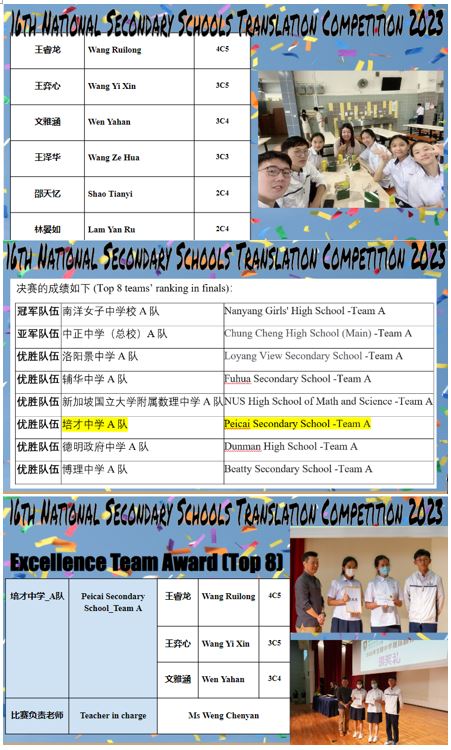 16th National Secondary Schools Translation Competition 2023
王睿龙 Wang Ruilong 4C5
王弈心 Wang Yi Xin 3C5
文雅涵 Wen Yahan 3C4
王泽华 Wang Ze Hua 3C3
邵天忆 Shao Tianyi 2C4
林晏如 Lam Yan Ru 2C4
16th National Secondary Schools Translation Competition 2023
决赛的成绩如下 (Top 8 teams' ranking in finals):
冠军队伍 南洋女子中学校 A 队 Nanyang Girls' High School -Team A
亚军队伍 中正中学（总校）A 队 Chung Cheng High School (Main) -Team A
优胜队伍 洛阳景中学 A 队 Loyang View Secondary School -Team A
优胜队伍 辅华中学 A 队 Fuhua Secondary School -Team A
优胜队伍 新加坡国立大学附属数理中学 A 队 NUS High School of Math and Science -Team A
优胜队伍 培才中学 A 队 Peicai Secondary School -Team A
优胜队伍 德明政府中学 A 队 Dunman High School -Team A
优胜队伍 博理中学 A 队 Beatty Secondary School -Team A
16th National Secondary Schools Translation Competition 2023
Excellence Team Award (Top 8)
培才中学_A队 Peicai Secondary School_Team A 王睿龙 Wang Ruilong 4C5
王弈心 Wang Yi Xin 3C5
文雅涵 Wen Yahan 3C4
比赛负责老师 Teacher in charge Ms Weng Chenyan
颁奖礼